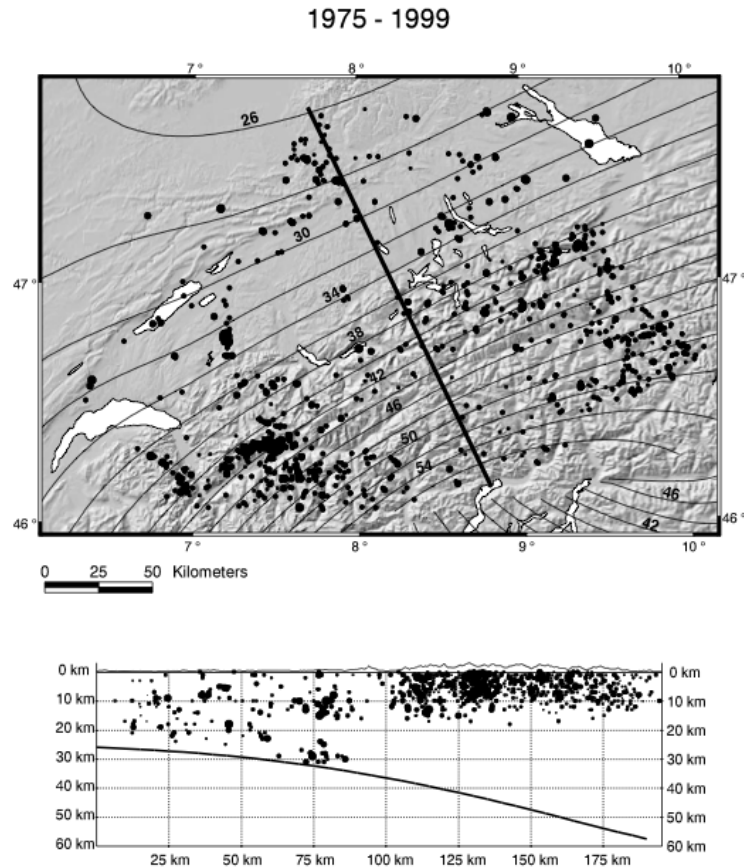 1975 - 1999
7° 8° 9° 10°
26
30
47° 47°
34
38
42
46
50
54
46
42
46° 46°
7° 8° 9° 10°
0 25 50 Kilometers
0 km 0 km
10 km 10 km
20 km 20 km
30 km 30 km
40 km 40 km
50 km 50 km
60 km 60 km
25 km 50 km 75 km 100 km 125 km 150 km 175 km